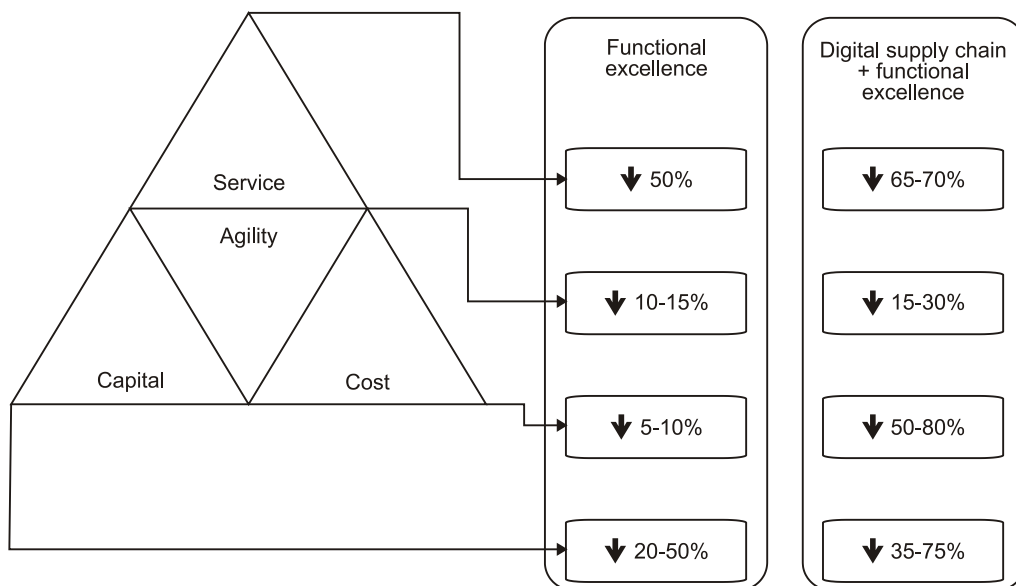 Functional
excellence
Digital supply chain
+ functional
excellence
Service
Agility
Capital
Cost
50%
65-70%
10-15%
15-30%
5-10%
50-80%
20-50%
35-75%